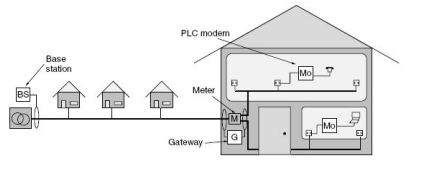 PLC modem
Base
station
BS
Mo
Meter
M
G
Gateway
Mo